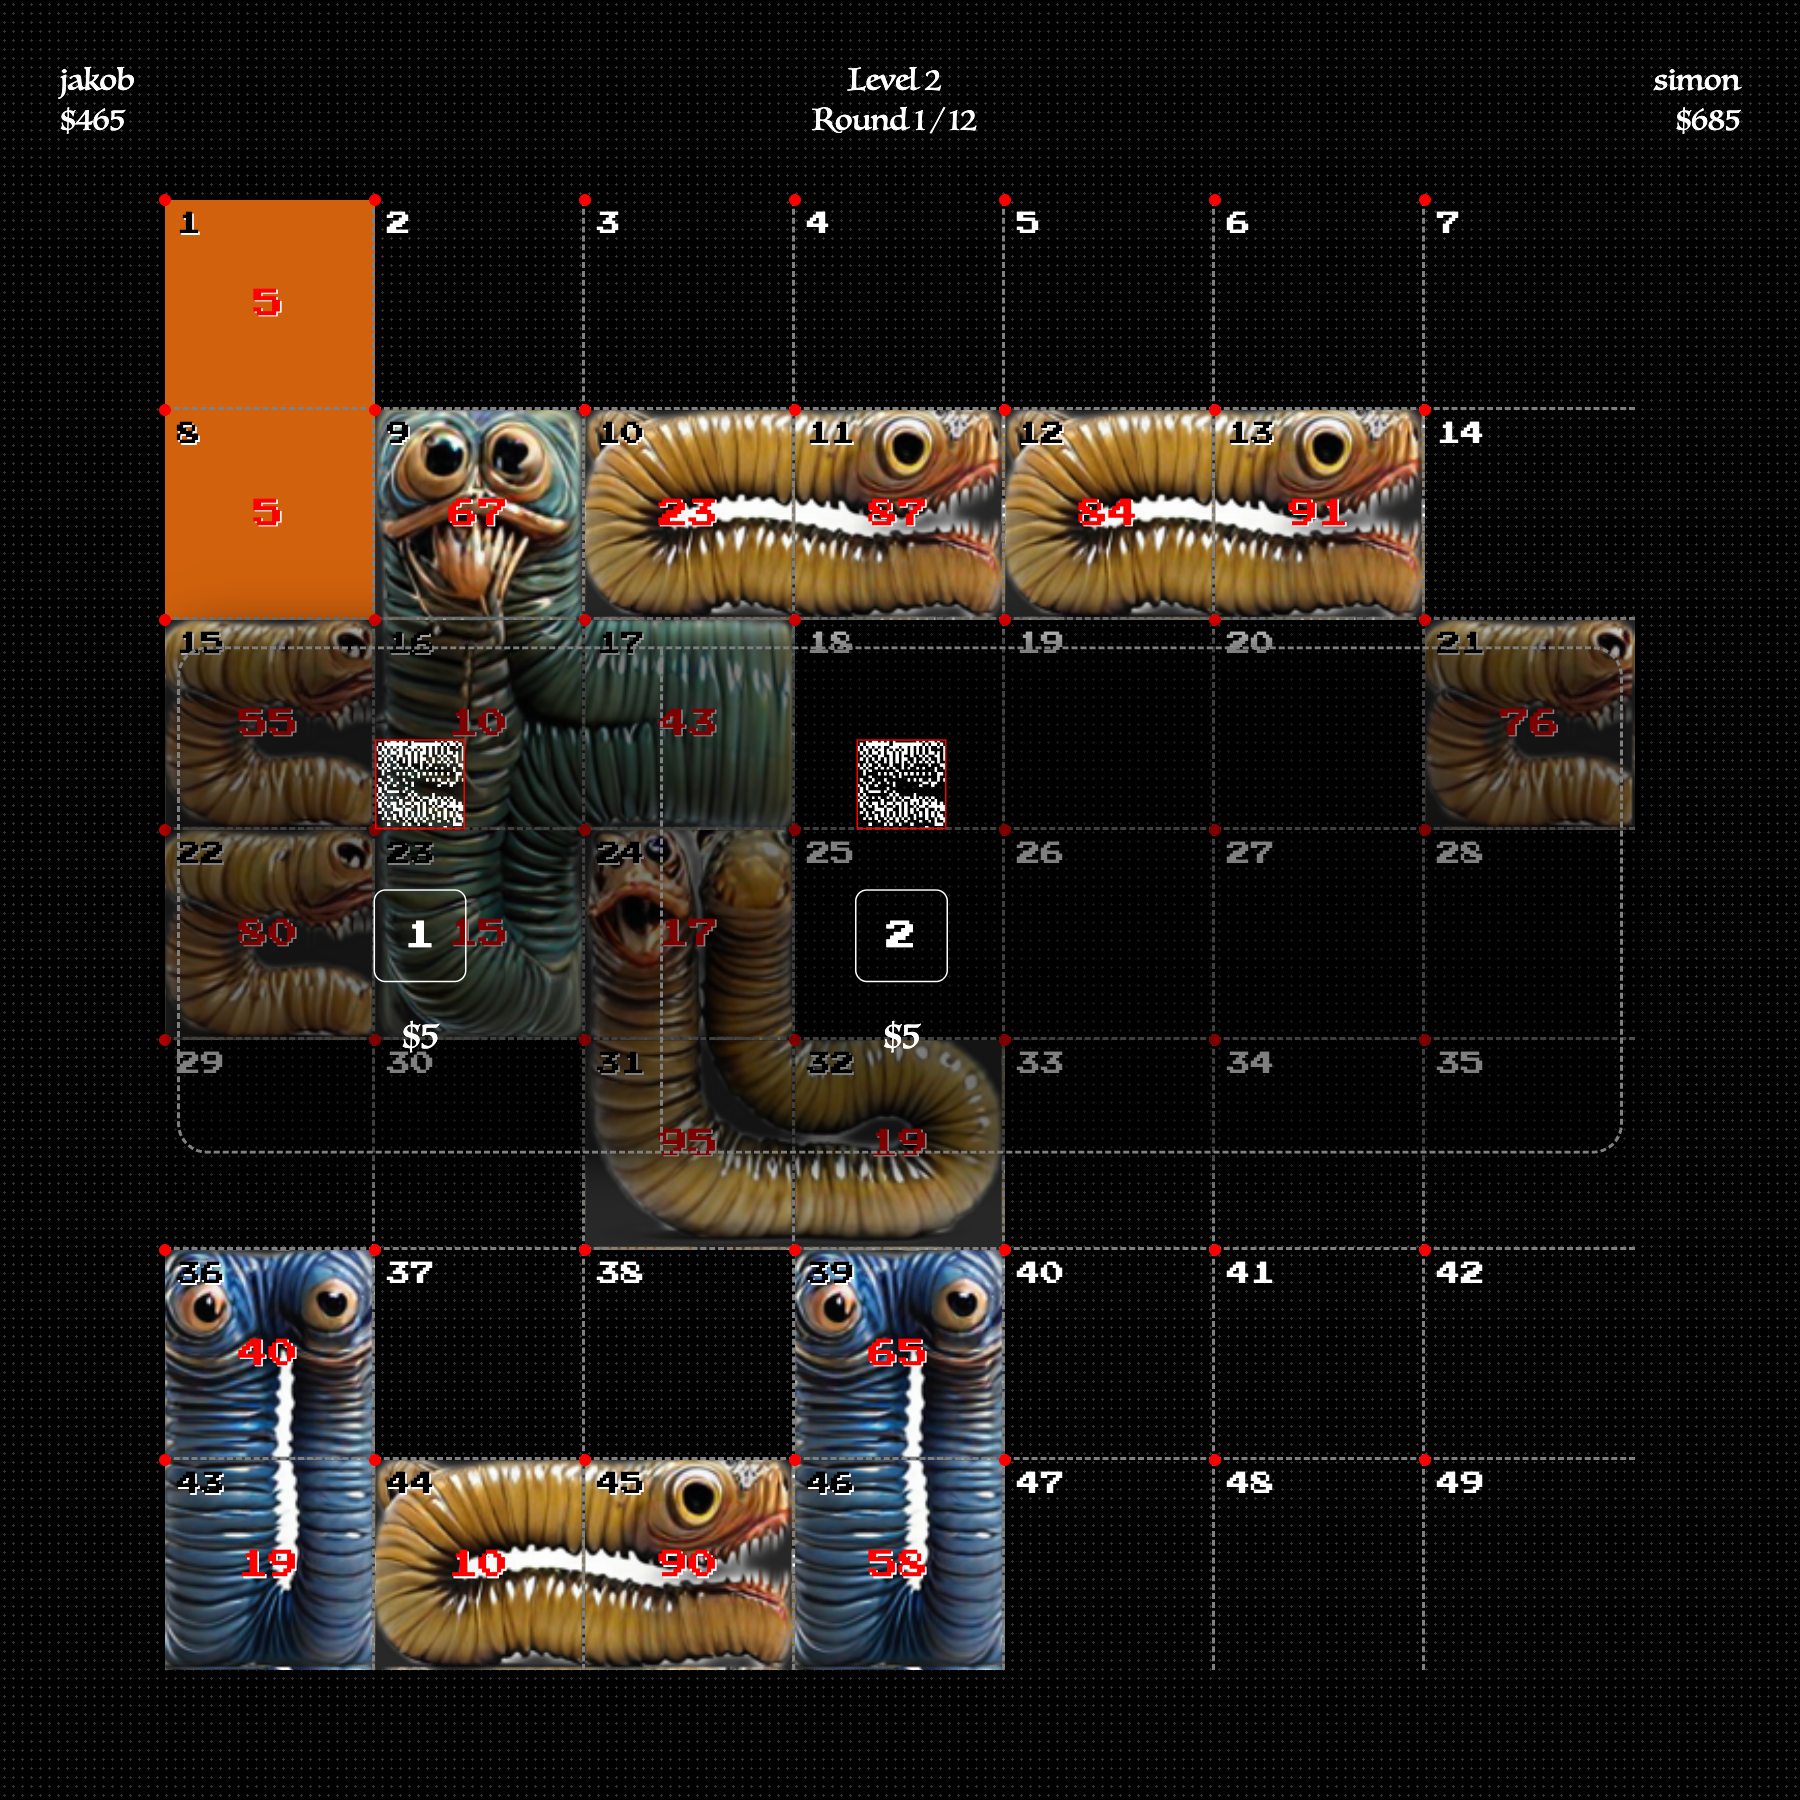 jakob
$465
Level 2
Round 1/12
simon
$685
1 2 3 4 5 6 7
5
8 9 10 11 12 13 14
5 67 23 87 84 91
15 16 17 18 19 20 21
55 10 43 76
22 23 24 25 26 27 28
80 1 15 17 2
$5 $5
29 30 31 32 33 34 35
95 19
36 37 38 39 40 41 42
40 65
43 44 45 46 47 48 49
19 10 90 58